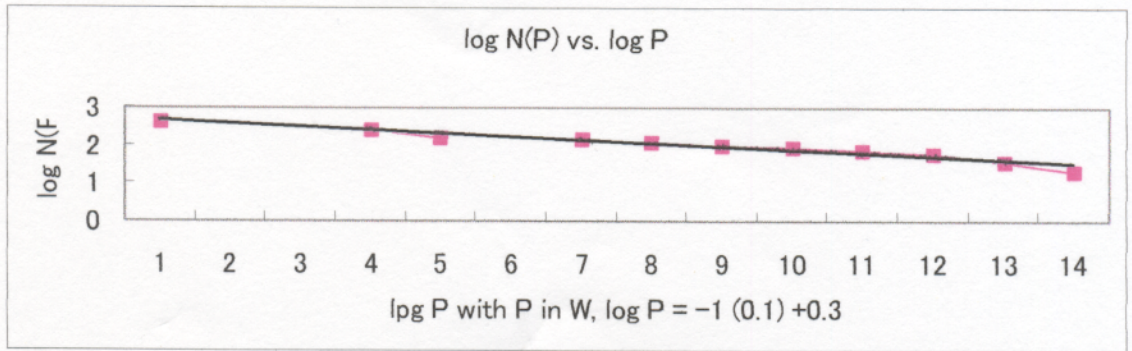 log N(P) vs. log P
log N(F
3
2
1
0
1 2 3 4 5 6 7 8 9 10 11 12 13 14
lpg P with P in W, log P = −1 (0.1) +0.3